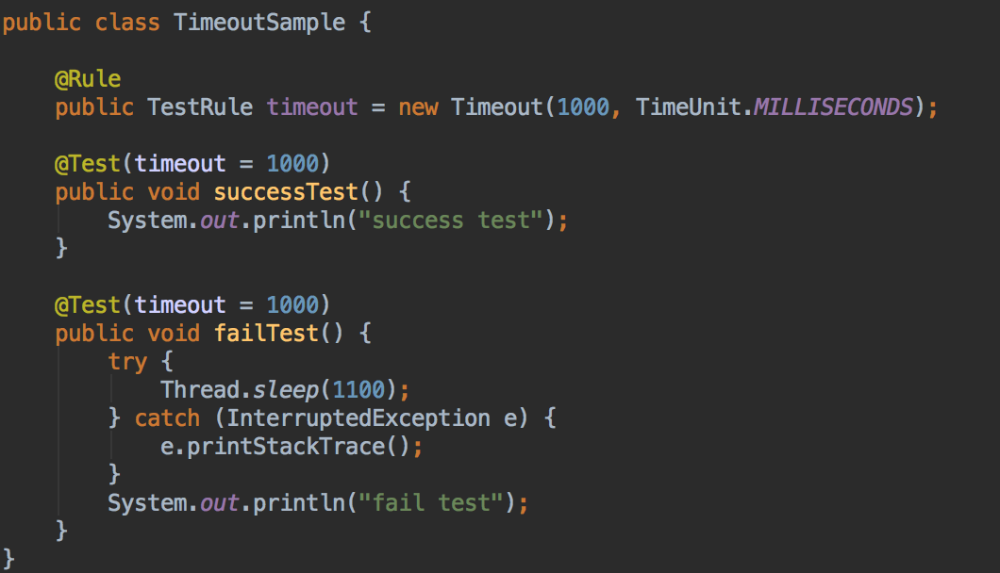 public class TimeoutSample {
@Rule
public TestRule timeout = new Timeout(1000, TimeUnit.MILLISECONDS);
@Test(timeout = 1000)
public void successTest() {
System.out.println("success test");
}
@Test(timeout = 1000)
public void failTest() {
try {
Thread.sleep(1100);
} catch (InterruptedException e) {
e.printStackTrace();
}
System.out.println("fail test");
}
}